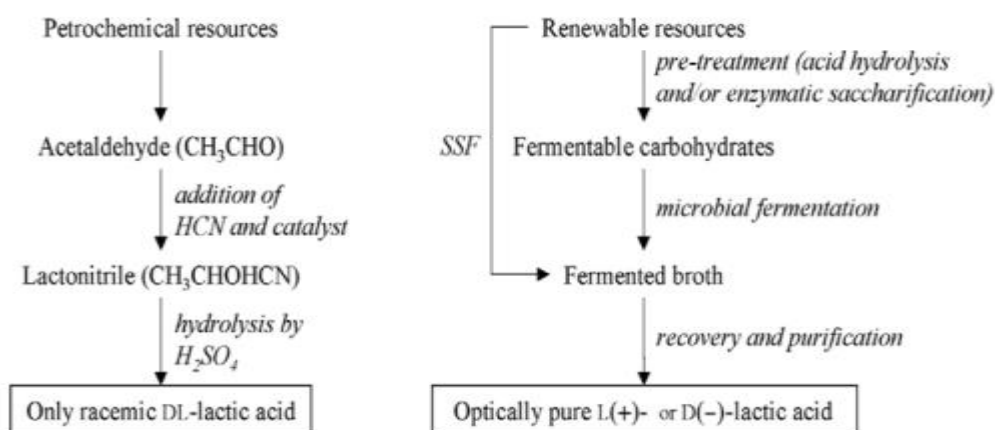 Petrochemical resources
Acetaldehyde (CH₃CHO)
addition of
HCN and catalyst
Lactonitrile (CH₃CHOHCN)
hydrolysis by
H₂SO₄
Only racemic DL-lactic acid
Renewable resources
pre-treatment (acid hydrolysis
and/or enzymatic saccharification)
SSF
Fermentable carbohydrates
microbial fermentation
Fermented broth
recovery and purification
Optically pure L(+)- or D(−)-lactic acid